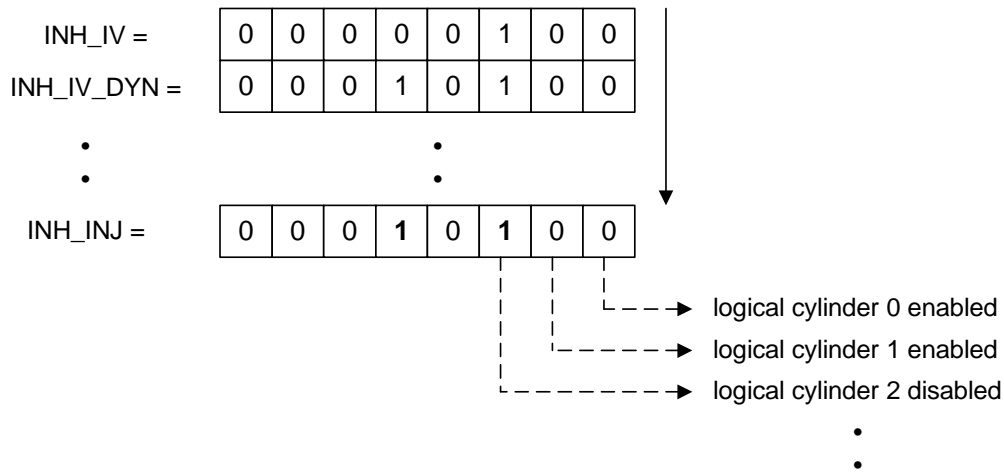 INH_IV = 0 0 0 0 0 1 0 0
INH_IV_DYN = 0 0 0 1 0 1 0 0
INH_INJ = 0 0 0 1 0 1 0 0
logical cylinder 0 enabled
logical cylinder 1 enabled
logical cylinder 2 disabled